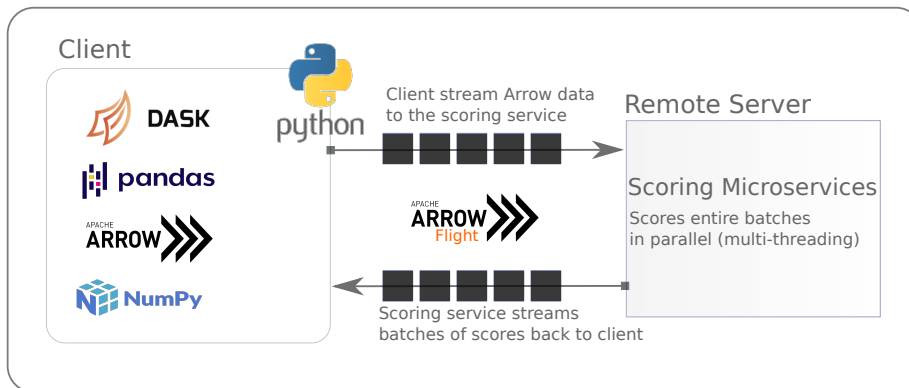 Client
DASK
pandas
APACHE
ARROW
NumPy
python
Client stream Arrow data
to the scoring service
APACHE
ARROW
Flight
Scoring service streams
batches of scores back to client
Remote Server
Scoring Microservices
Scores entire batches
in parallel (multi-threading)